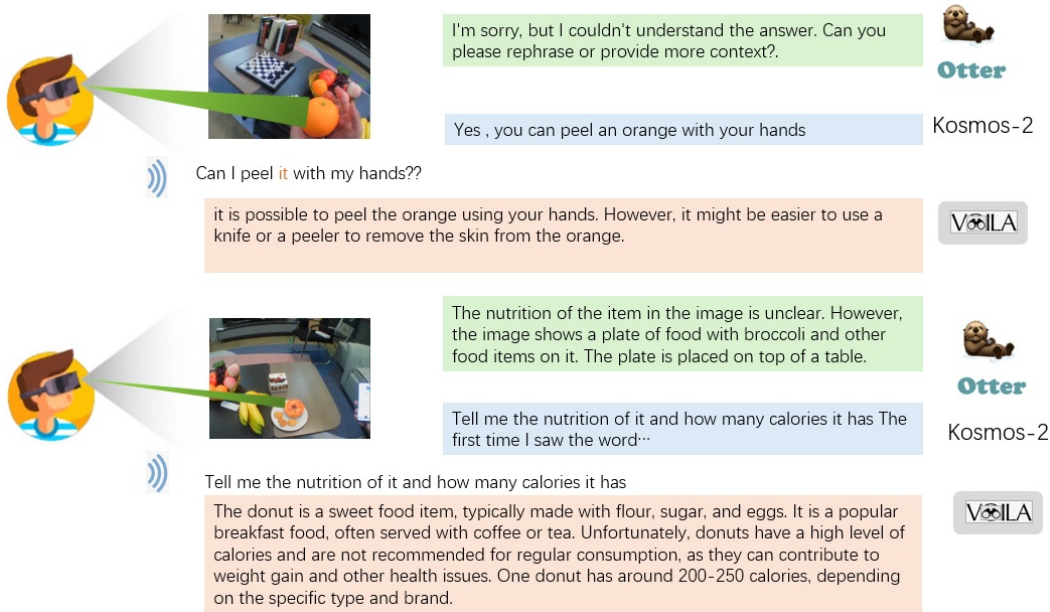 I'm sorry, but I couldn't understand the answer. Can you
please rephrase or provide more context?.
Otter
Yes , you can peel an orange with your hands
Kosmos-2
Can I peel it with my hands??
it is possible to peel the orange using your hands. However, it might be easier to use a
knife or a peeler to remove the skin from the orange.
VOILA
The nutrition of the item in the image is unclear. However,
the image shows a plate of food with broccoli and other
food items on it. The plate is placed on top of a table.
Otter
Tell me the nutrition of it and how many calories it has The
first time I saw the word…
Kosmos-2
Tell me the nutrition of it and how many calories it has
The donut is a sweet food item, typically made with flour, sugar, and eggs. It is a popular
breakfast food, often served with coffee or tea. Unfortunately, donuts have a high level of
calories and are not recommended for regular consumption, as they can contribute to
weight gain and other health issues. One donut has around 200-250 calories, depending
on the specific type and brand.
VOILA